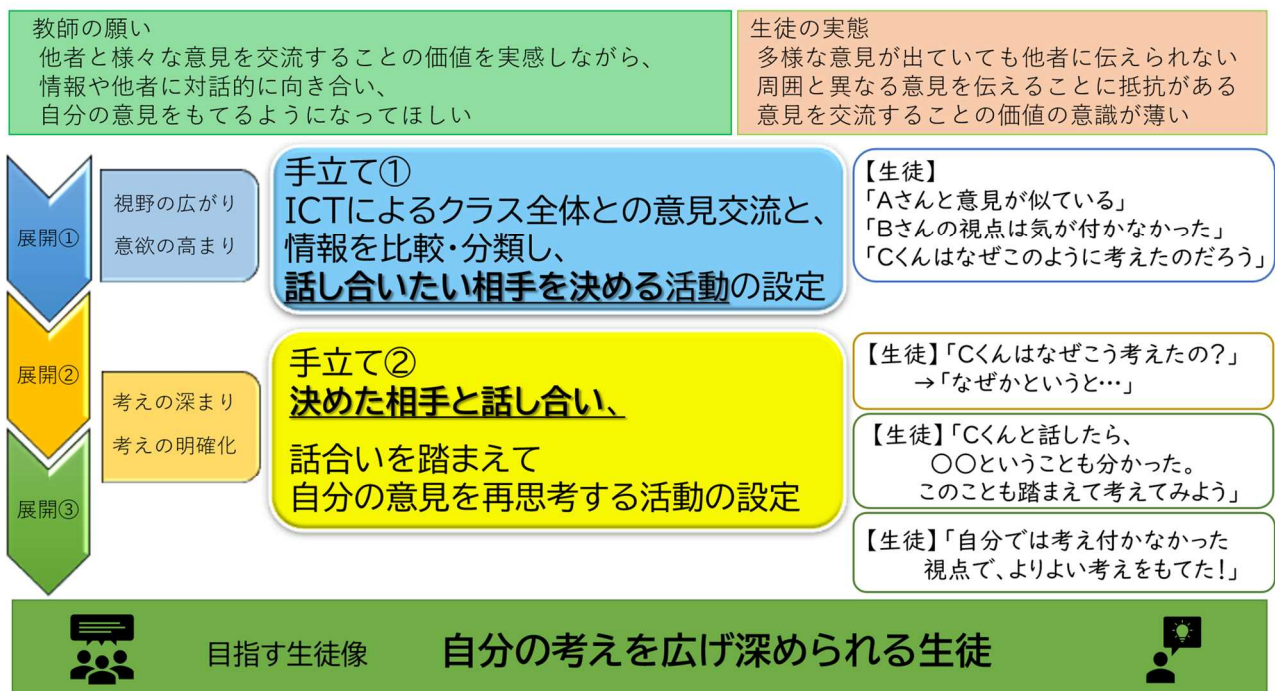 教師の願い
他者と様々な意見を交流することの価値を実感しながら、
情報や他者に対話的に向き合い、
自分の意見をもてるようになってほしい
生徒の実態
多様な意見が出ていても他者に伝えられない
周囲と異なる意見を伝えることに抵抗がある
意見を交流することの価値の意識が薄い
展開①
視野の広がり
意欲の高まり
手立て①
ICTによるクラス全体との意見交流と、
情報を比較・分類し、
話し合いたい相手を決める活動の設定
【生徒】
「Aさんと意見が似ている」
「Bさんの視点は気が付かなかった」
「Cくんはなぜこのように考えたのだろう」
展開②
考えの深まり
考えの明確化
展開③
手立て②
決めた相手と話し合い、
話合いを踏まえて
自分の意見を再思考する活動の設定
【生徒】「Cくんはなぜこう考えたの?」
→「なぜかというと…」
【生徒】「Cくんと話したら、
〇〇ということも分かった。
このことも踏まえて考えてみよう」
【生徒】「自分では考え付かなかった
視点で、よりよい考えをもてた!」
目指す生徒像 自分の考えを広げ深められる生徒